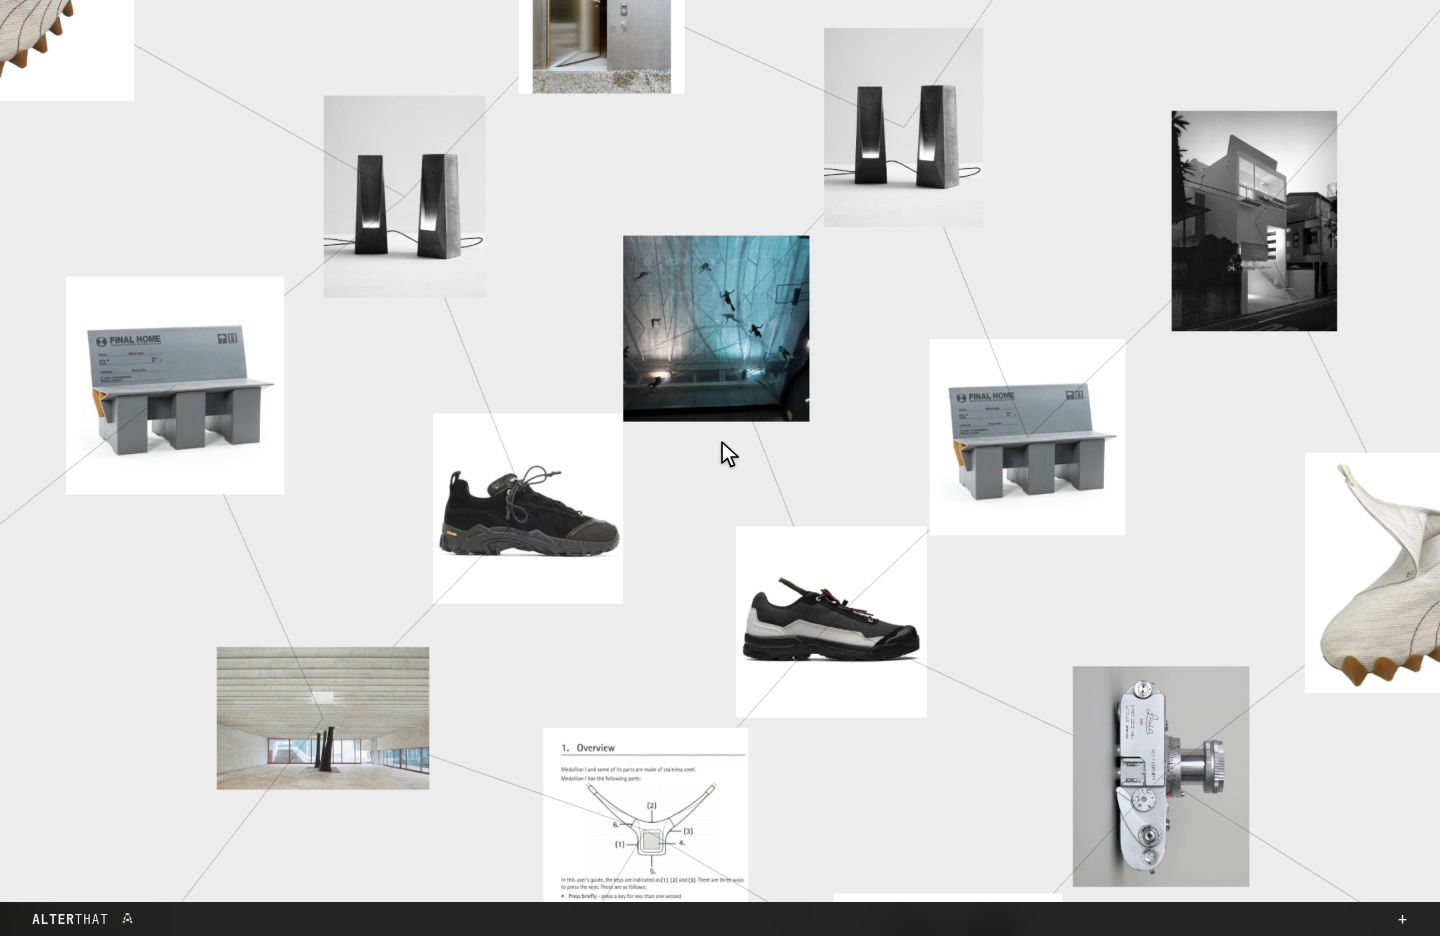 FINAL HOME
FINAL HOME
1. Overview
Medallion I and some of its parts are made of stainless steel.
Medallion I has the following parts:
(2)
6.
(3)
(1)
4.
5.
In this user's guide, the keys are indicated as (1), (2) and (3). There are three ways
to press the keys. These are as follows:
• Press briefly - press a key for less than one second
ALTERTHAT
+